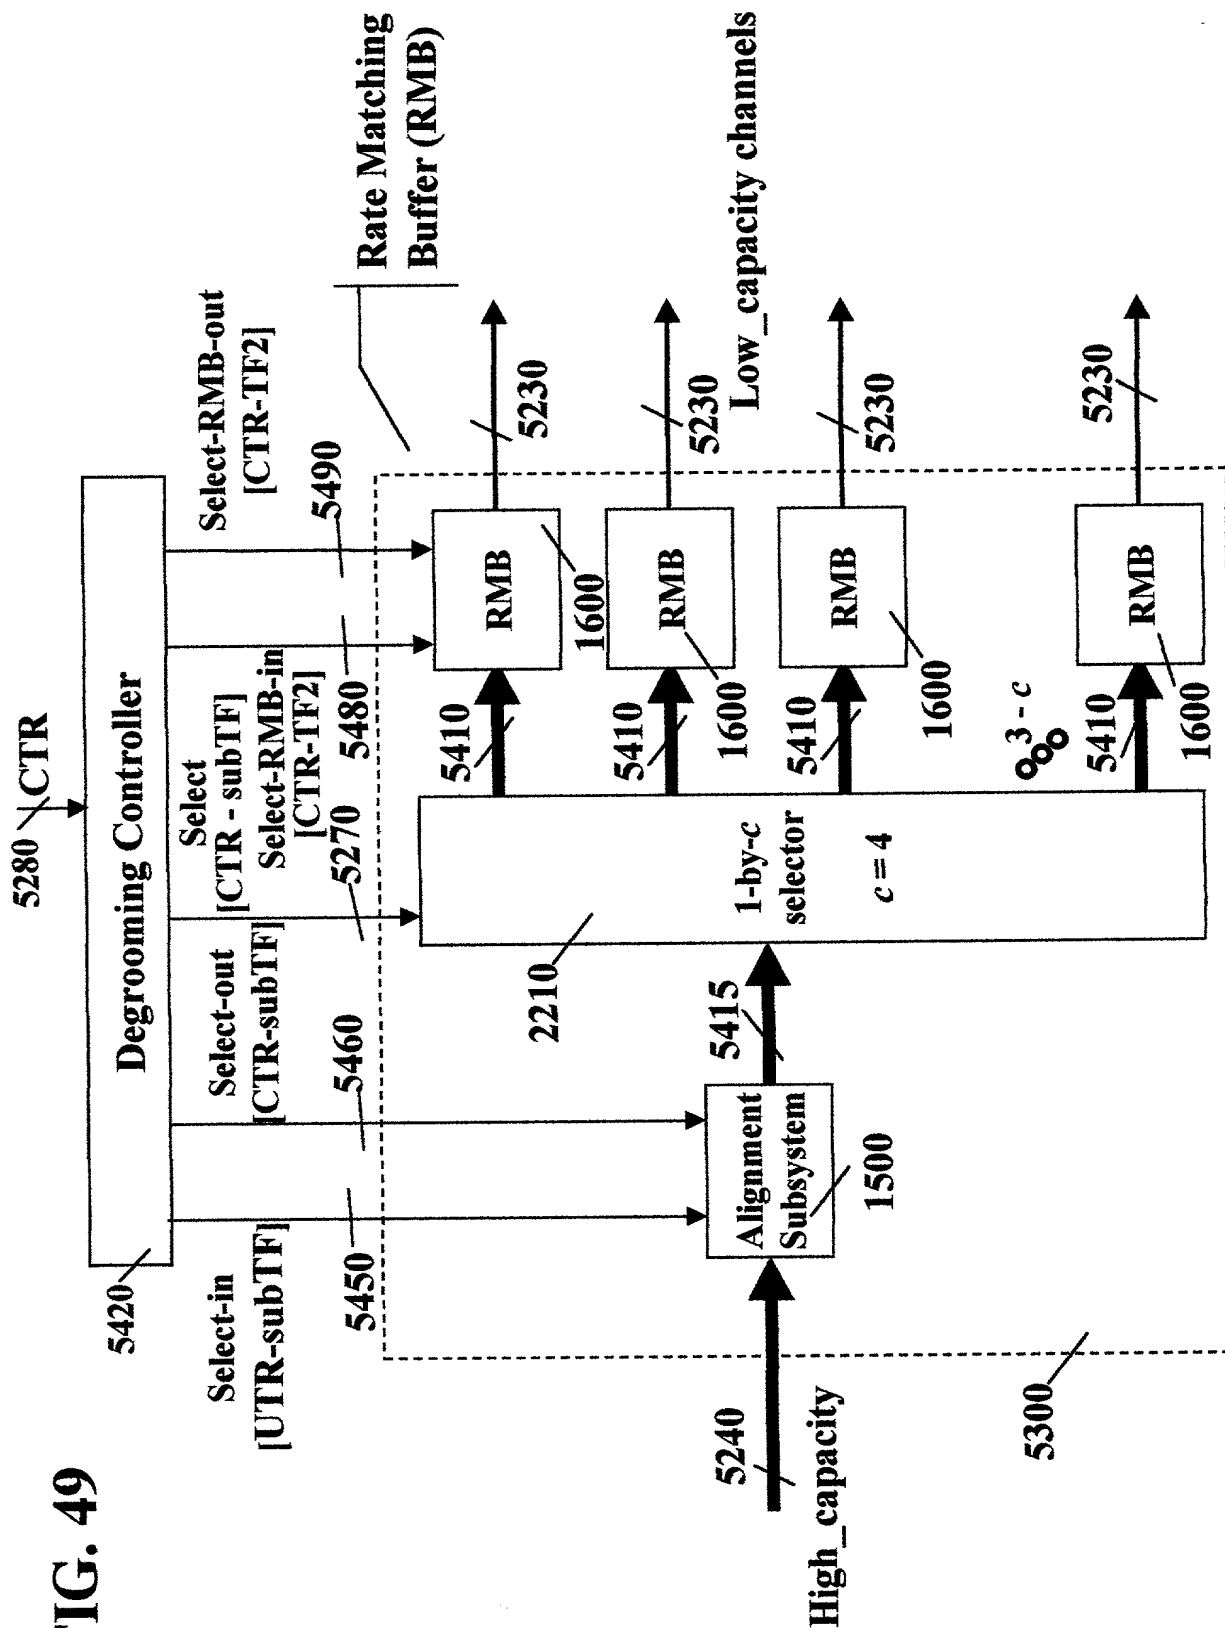 FIG. 49
5280
CTR
Degrooming Controller
5420
Select-in
[UTR-subTF]
Select-out
[CTR-subTF]
Select
[CTR - subTF]
Select-RMB-in
[CTR-TF2]
Select-RMB-out
[CTR-TF2]
5450
5460
5270
5480
5490
Rate Matching
Buffer (RMB)
5410
RMB
1600
5230
5410
RMB
1600
5230
Low_capacity channels
5410
RMB
1600
5230
3 - c
5410
RMB
1600
5230
2210
1-by-c
selector
c = 4
5415
Alignment
Subsystem
1500
5240
High_capacity
5300